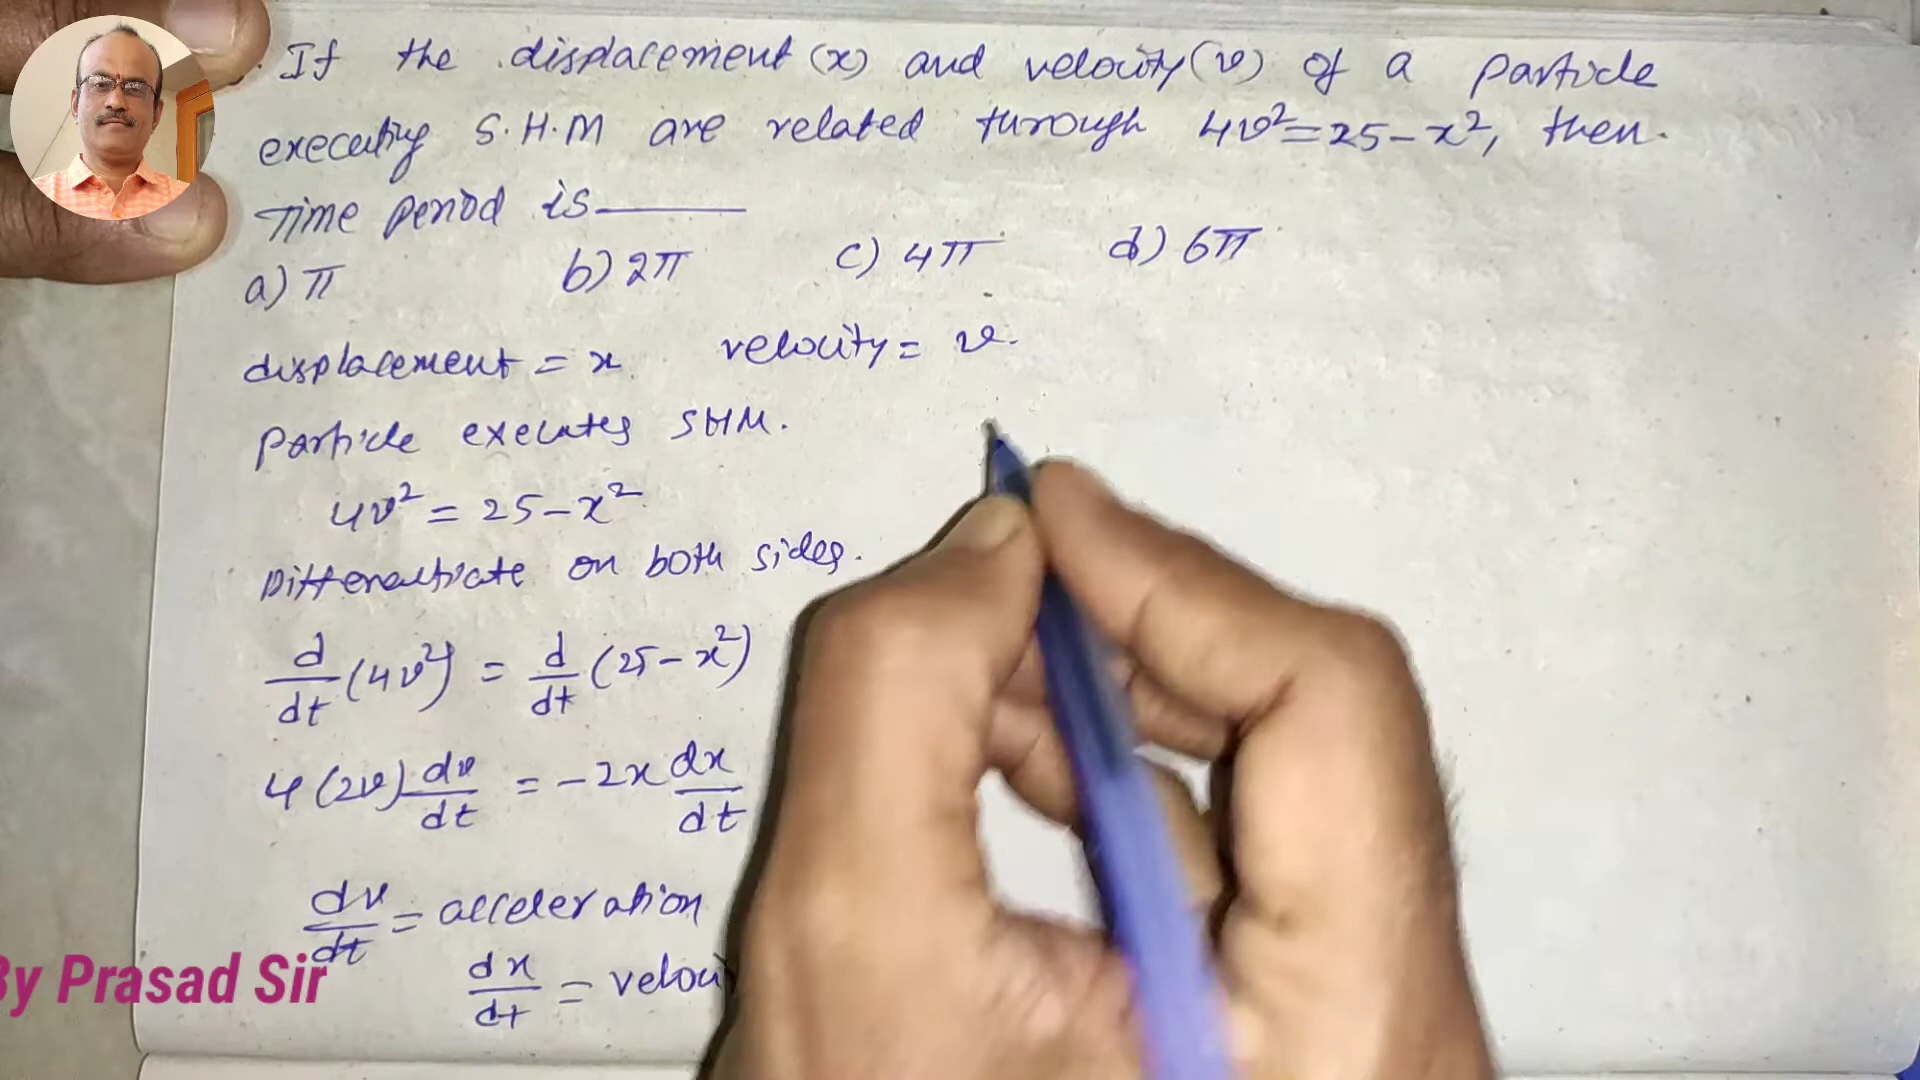 If the displacement (x) and velocity (v) of a particle
executing S.H.M are related through 4v²=25-x², then.
Time period is______
a) π b) 2π c) 4π d) 6π
displacement = x velocity = v.
Particle executes SHM.
4v² = 25-x²
Differentiate on both sides.
d/dt (4v²) = d/dt (25-x²)
4(2v) dv/dt = -2x dx/dt
dv/dt = acceleration
dx/dt = veloci
By Prasad Sir